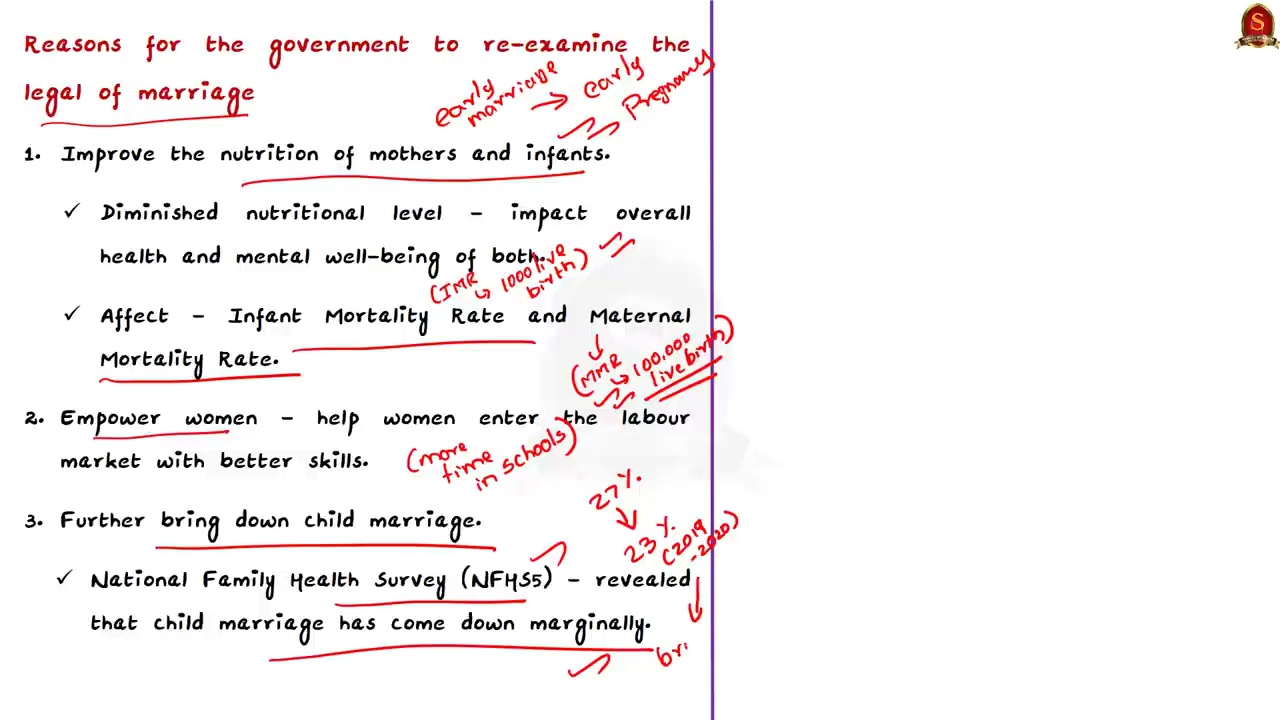 Reasons for the government to re-examine the
legal of marriage
early marriage → early Pregnancy
1. Improve the nutrition of mothers and infants.
✓ Diminished nutritional level - impact overall
health and mental well-being of both.
(IMR ↳ 1000 live birth)
✓ Affect - Infant Mortality Rate and Maternal
Mortality Rate.
(MMR ↳ 100,000 live birth)
2. Empower women - help women enter the labour
market with better skills.
(more time in schools)
3. Further bring down child marriage.
27%
↓
23% (2019-2020)
✓ National Family Health Survey (NFHS5) - revealed
that child marriage has come down marginally.
bri
S